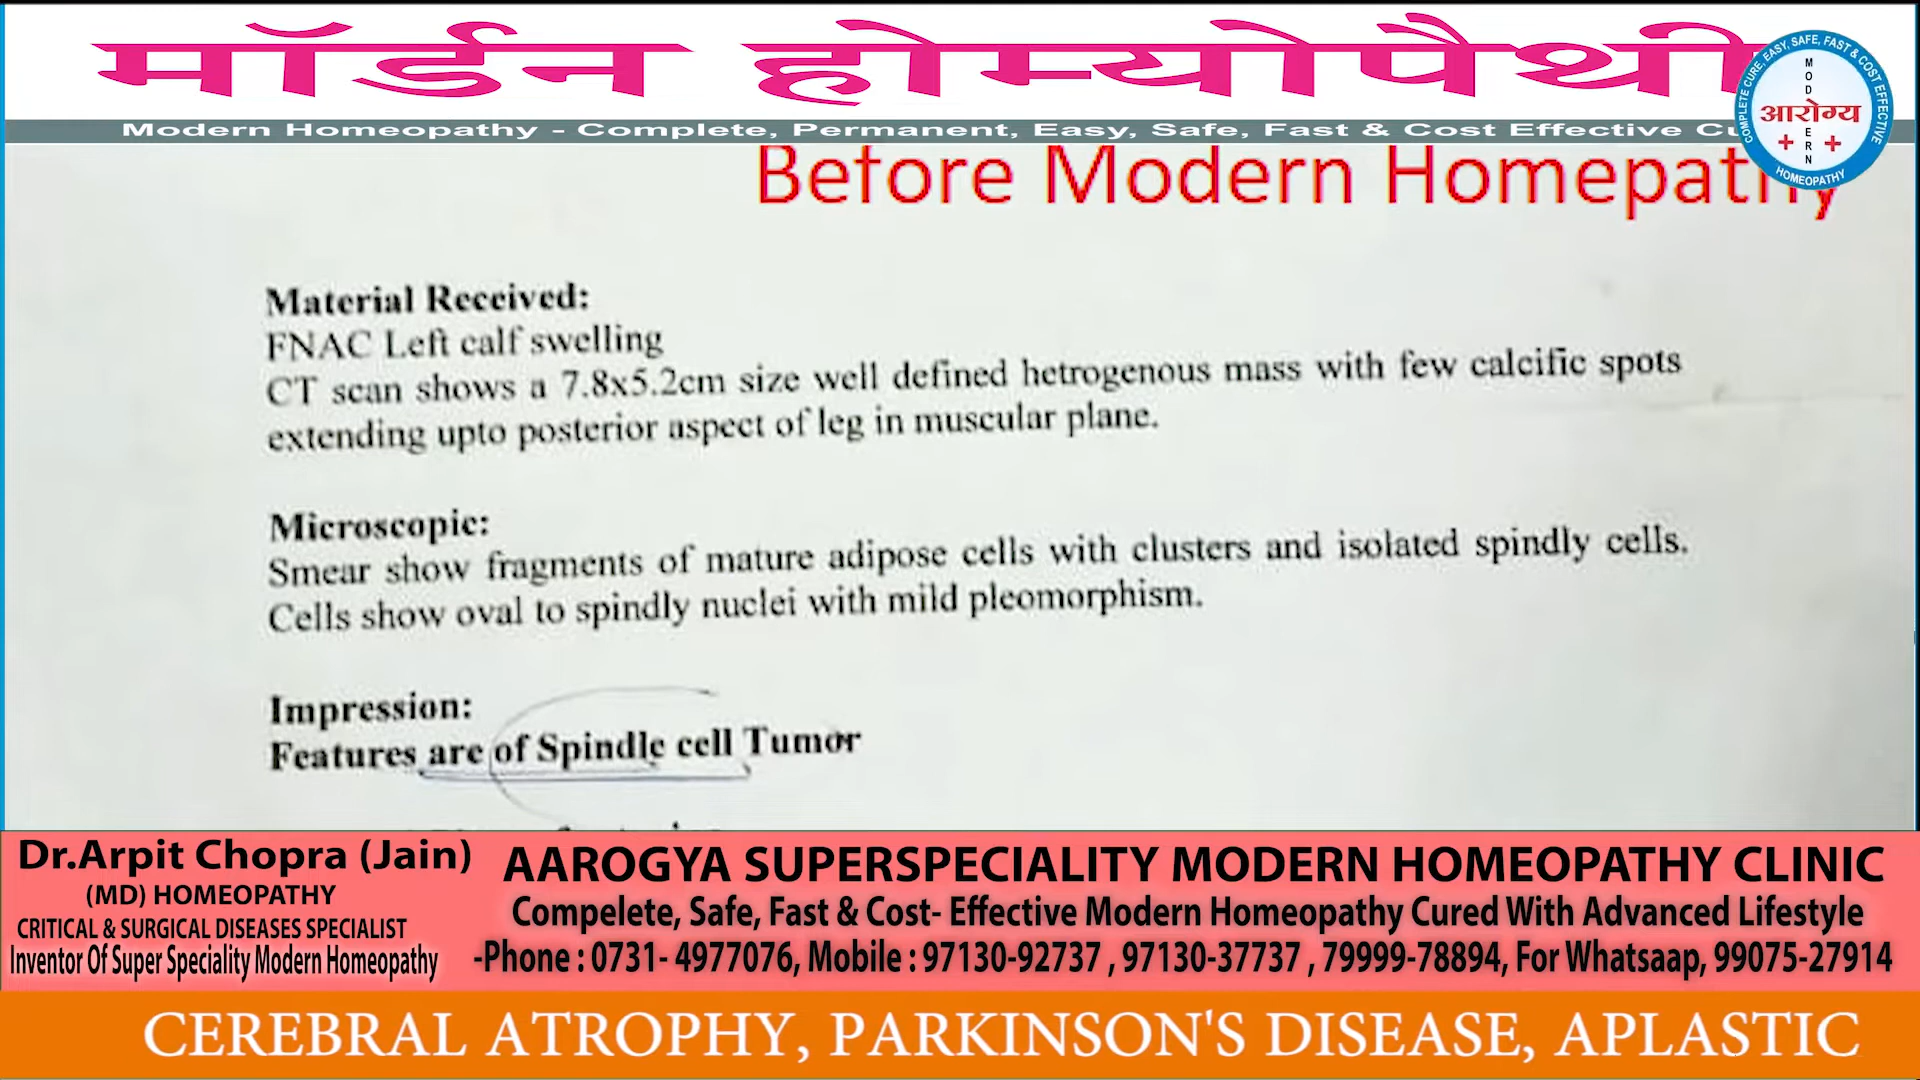 मॉर्डन होम्योपैथी
Modern Homeopathy - Complete, Permanent, Easy, Safe, Fast & Cost Effective
COMPLETE CURE, EASY, SAFE, FAST & COST EFFECTIVE
MODERN
आरोग्य
HOMEOPATHY
Before Modern Homepathy
Material Received:
FNAC Left calf swelling
CT scan shows a 7.8x5.2cm size well defined hetrogenous mass with few calcific spots
extending upto posterior aspect of leg in muscular plane.
Microscopic:
Smear show fragments of mature adipose cells with clusters and isolated spindly cells.
Cells show oval to spindly nuclei with mild pleomorphism.
Impression:
Features are of Spindle cell Tumor
Dr.Arpit Chopra (Jain)
(MD) HOMEOPATHY
CRITICAL & SURGICAL DISEASES SPECIALIST
Inventor Of Super Speciality Modern Homeopathy
AAROGYA SUPERSPECIALITY MODERN HOMEOPATHY CLINIC
Compelete, Safe, Fast & Cost- Effective Modern Homeopathy Cured With Advanced Lifestyle
-Phone : 0731- 4977076, Mobile : 97130-92737 , 97130-37737 , 79999-78894, For Whatsaap, 99075-27914
CEREBRAL ATROPHY, PARKINSON'S DISEASE, APLASTIC